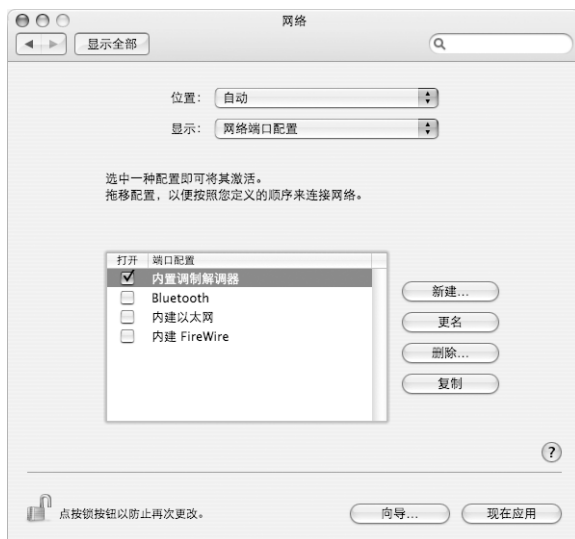 网络
显示全部
位置： 自动
显示： 网络端口配置
选中一种配置即可将其激活。
拖移配置，以便按照您定义的顺序来连接网络。
打开 端口配置
内置调制解调器
Bluetooth
内建以太网
内建 FireWire
新建...
更名
删除...
复制
?
点按锁按钮以防止再次更改。
向导...
现在应用